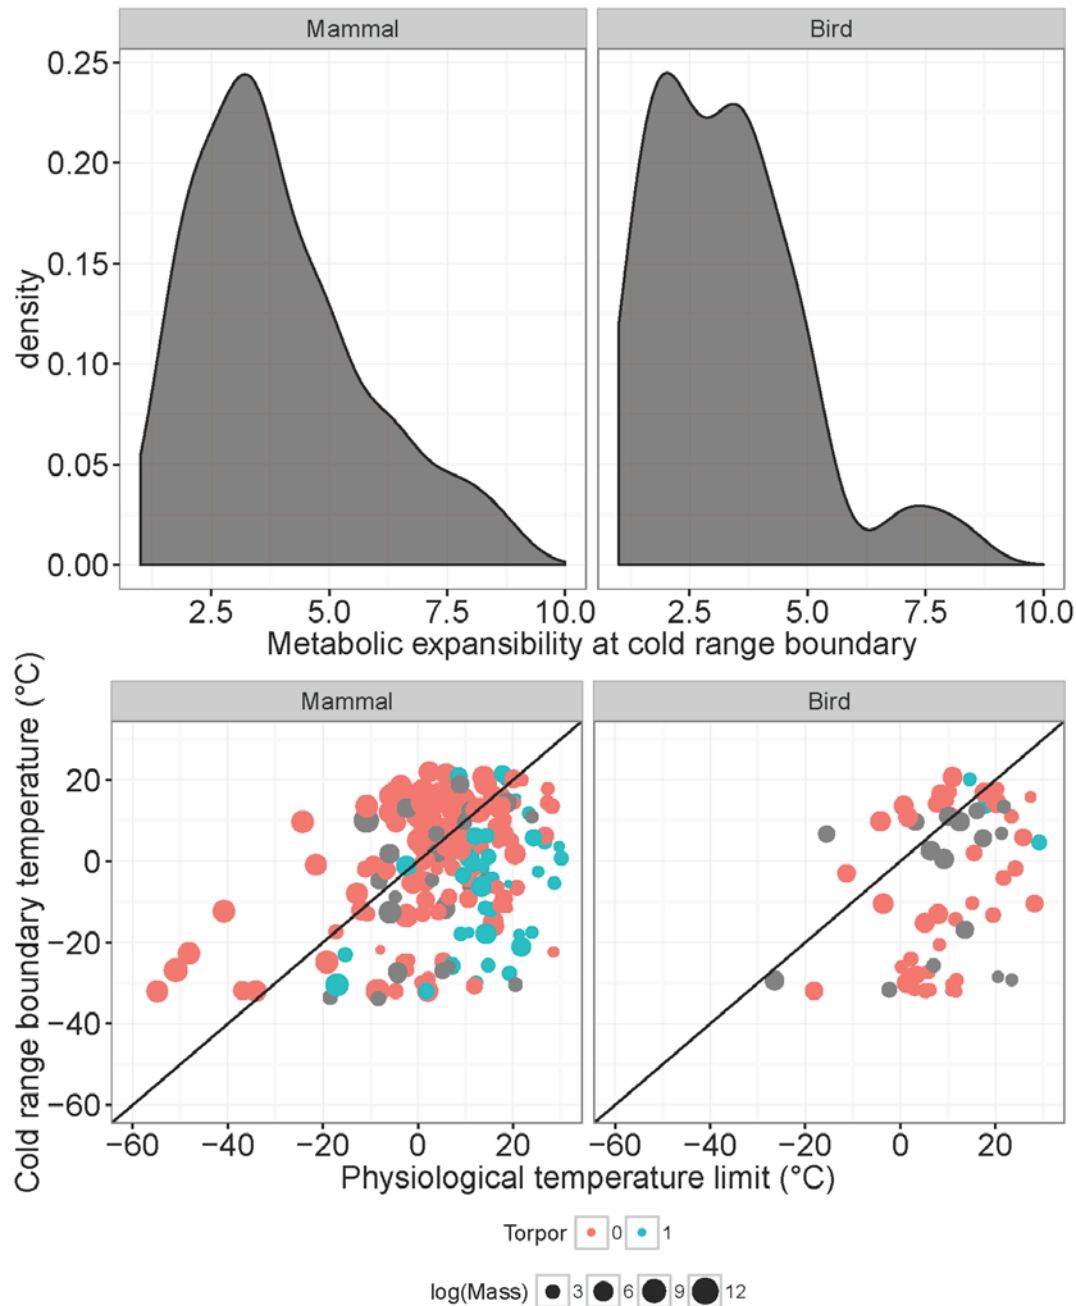 Mammal Bird
0.25
0.20
0.15
0.10
0.05
0.00
density
2.5 5.0 7.5 10.0 2.5 5.0 7.5 10.0
Metabolic expansibility at cold range boundary
Mammal Bird
20
0
−20
−40
−60
Cold range boundary temperature (°C)
−60 −40 −20 0 20 −60 −40 −20 0 20
Physiological temperature limit (°C)
Torpor 0 1
log(Mass) 3 6 9 12